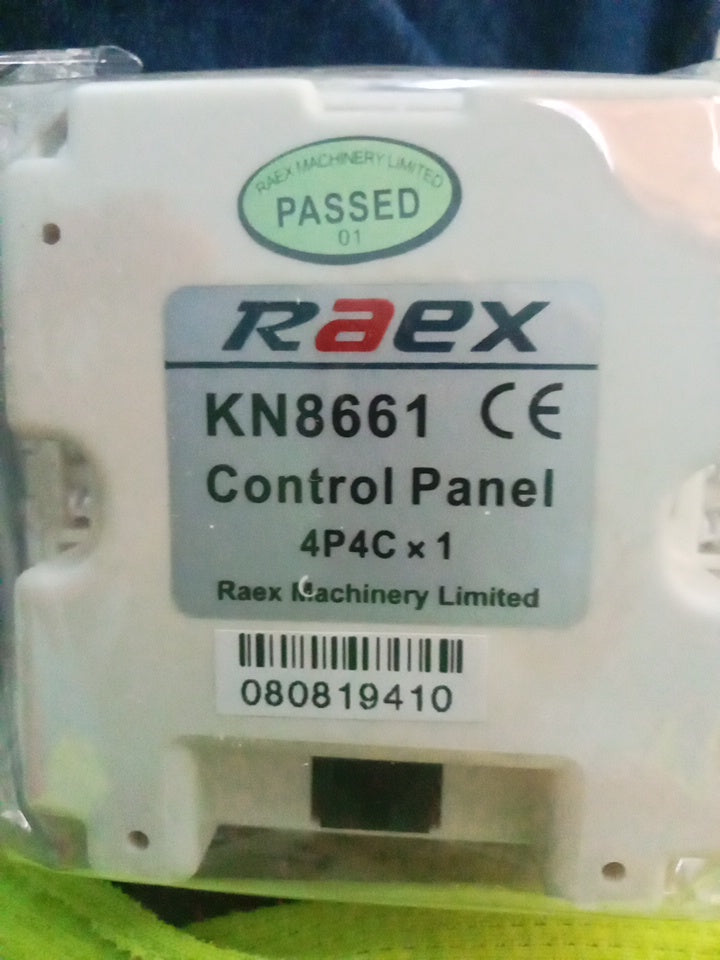 RAEX MACHINERY LIMITED
PASSED
01
Raex
KN8661 CE
Control Panel
4P4C × 1
Raex Machinery Limited
080819410